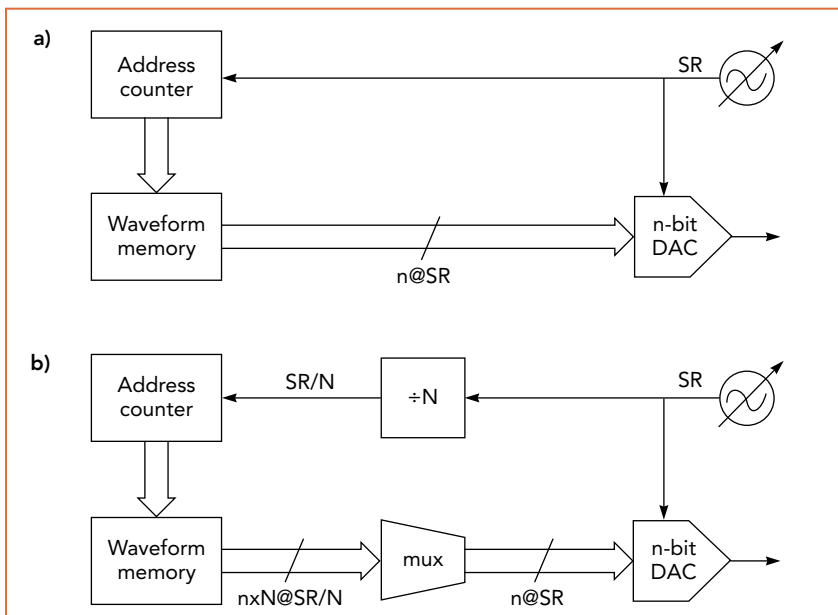 a)
Address
counter
SR
Waveform
memory
n@SR
n-bit
DAC
b)
Address
counter
SR/N
÷N
SR
Waveform
memory
nxN@SR/N
mux
n@SR
n-bit
DAC